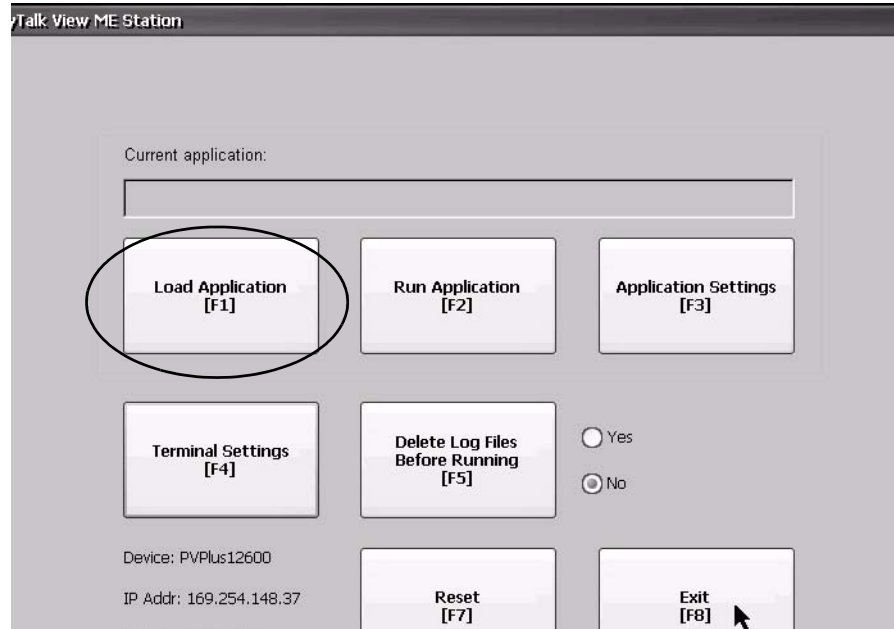 yTalk View ME Station
Current application:
Load Application
[F1]
Run Application
[F2]
Application Settings
[F3]
Terminal Settings
[F4]
Delete Log Files
Before Running
[F5]
Yes
No
Device: PVPlus12600
IP Addr: 169.254.148.37
Reset
[F7]
Exit
[F8]